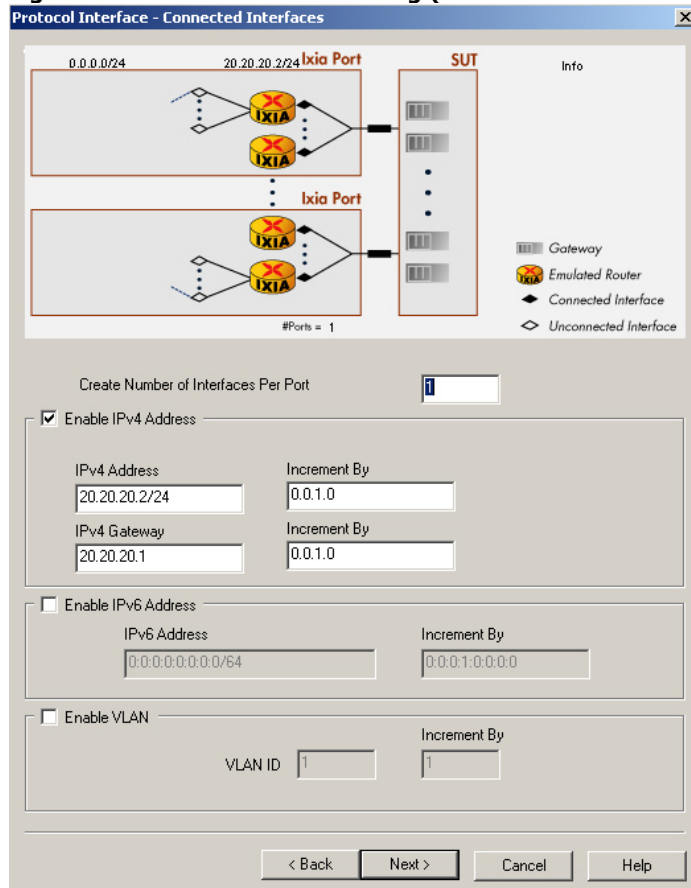 Protocol Interface - Connected Interfaces
0.0.0.0/24 20.20.20.2/24 Ixia Port SUT Info
IXIA
IXIA
Ixia Port
IXIA
IXIA
Gateway
Emulated Router
Connected Interface
Unconnected Interface
#Ports = 1
Create Number of Interfaces Per Port 1
Enable IPv4 Address
IPv4 Address Increment By
20.20.20.2/24 0.0.1.0
IPv4 Gateway Increment By
20.20.20.1 0.0.1.0
Enable IPv6 Address
IPv6 Address Increment By
0:0:0:0:0:0:0:0/64 0:0:0:1:0:0:0:0
Enable VLAN
Increment By
VLAN ID 1 1
< Back Next > Cancel Help